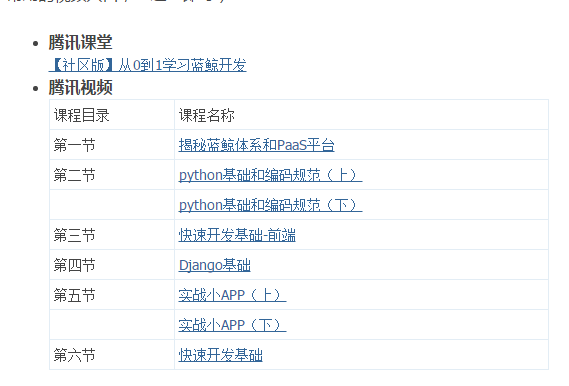 腾讯课堂
【社区版】从0到1学习蓝鲸开发
腾讯视频
课程目录 课程名称
第一节 揭秘蓝鲸体系和PaaS平台
第二节 python基础和编码规范（上）
python基础和编码规范（下）
第三节 快速开发基础-前端
第四节 Django基础
第五节 实战小APP（上）
实战小APP（下）
第六节 快速开发基础